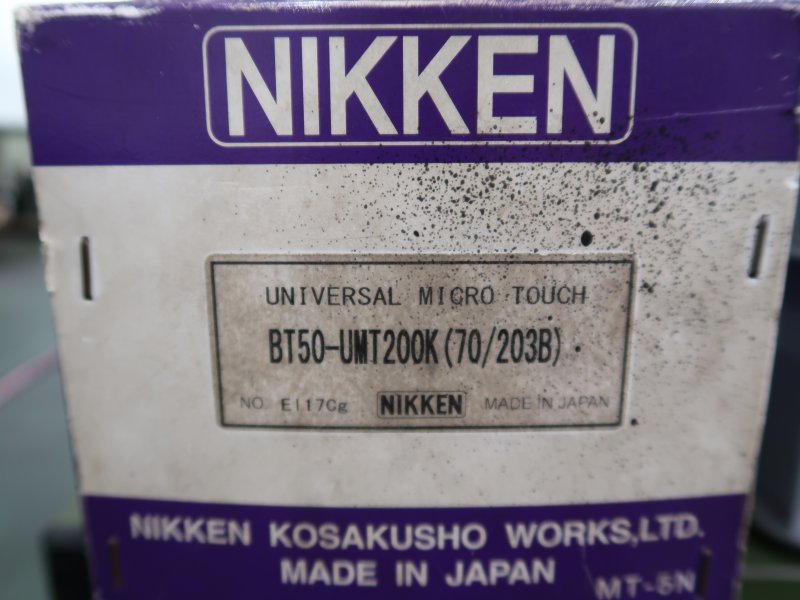 NIKKEN
UNIVERSAL MICRO TOUCH
BT50-UMT200K(70/203B)
NO. E117Cg NIKKEN MADE IN JAPAN
NIKKEN KOSAKUSHO WORKS,LTD.
MADE IN JAPAN
MT-5N